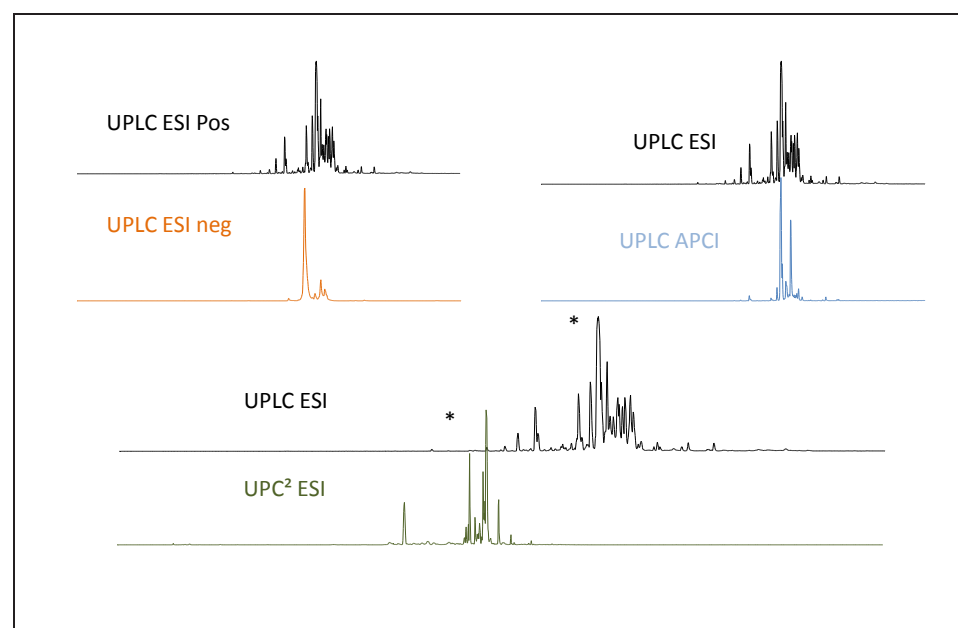 UPLC ESI Pos
UPLC ESI
UPLC ESI neg
UPLC APCI
*
UPLC ESI
*
UPC² ESI